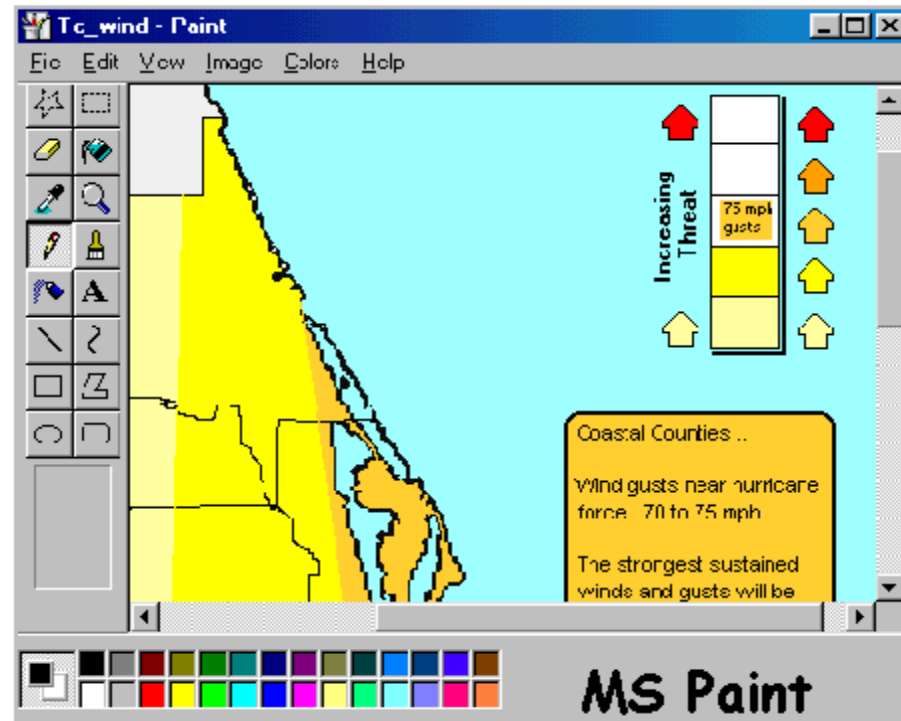 Tc_wind - Paint
File Edit View Image Colors Help
Increasing
Threat
75 mph
gusts
Coastal Counties ..
Wind gusts near hurricane
force 70 to 75 mph
The strongest sustained
winds and gusts will be
A
MS Paint